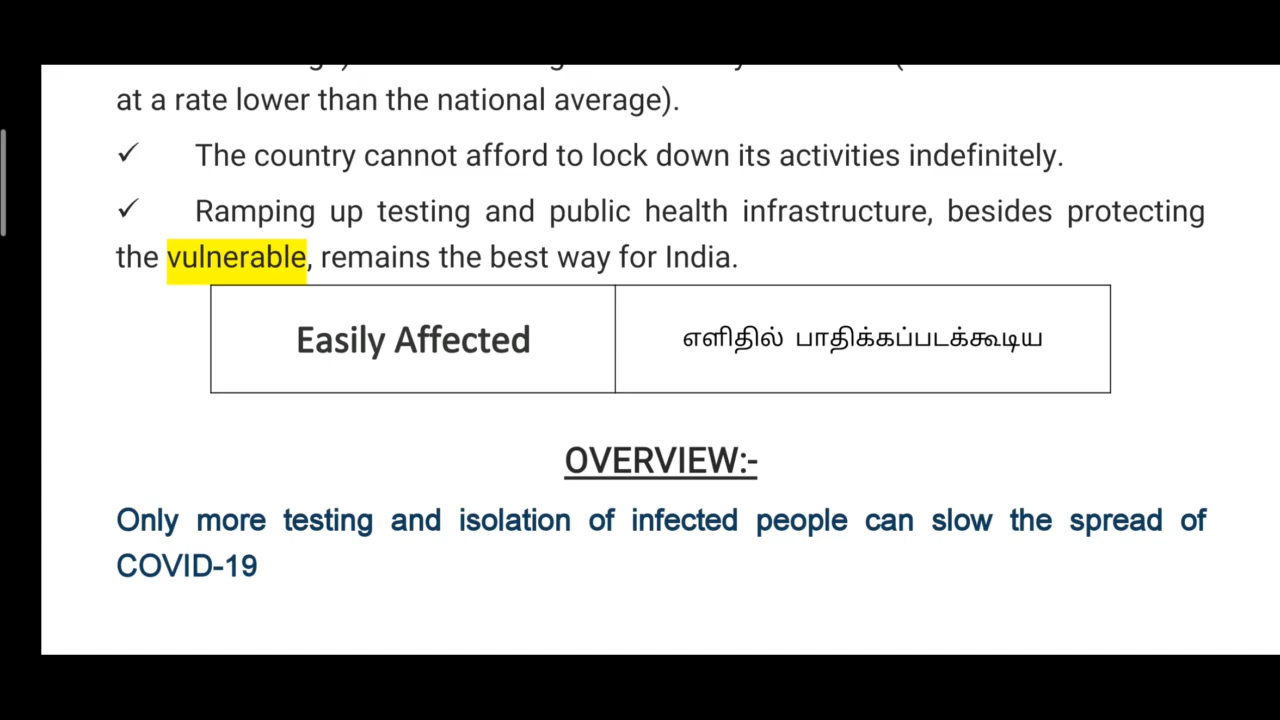 at a rate lower than the national average).
✓ The country cannot afford to lock down its activities indefinitely.
✓ Ramping up testing and public health infrastructure, besides protecting
the vulnerable, remains the best way for India.
Easily Affected எளிதில் பாதிக்கப்படக்கூடிய
OVERVIEW:-
Only more testing and isolation of infected people can slow the spread of
COVID-19